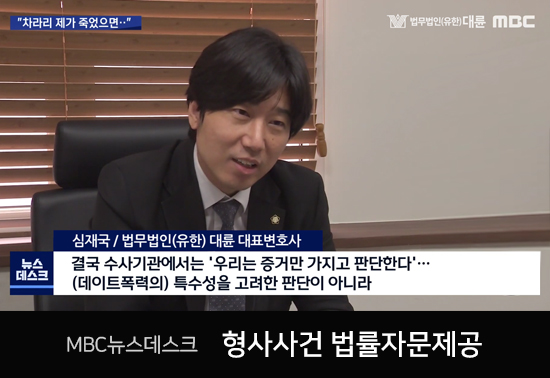 "차라리 제가 죽었으면‥"
법무법인(유한)대륜 MBC
심재국 / 법무법인(유한) 대륜 대표변호사
뉴스
데스크
결국 수사기관에서는 '우리는 증거만 가지고 판단한다'…
(데이트폭력의) 특수성을 고려한 판단이 아니라
MBC뉴스데스크 형사사건 법률자문제공